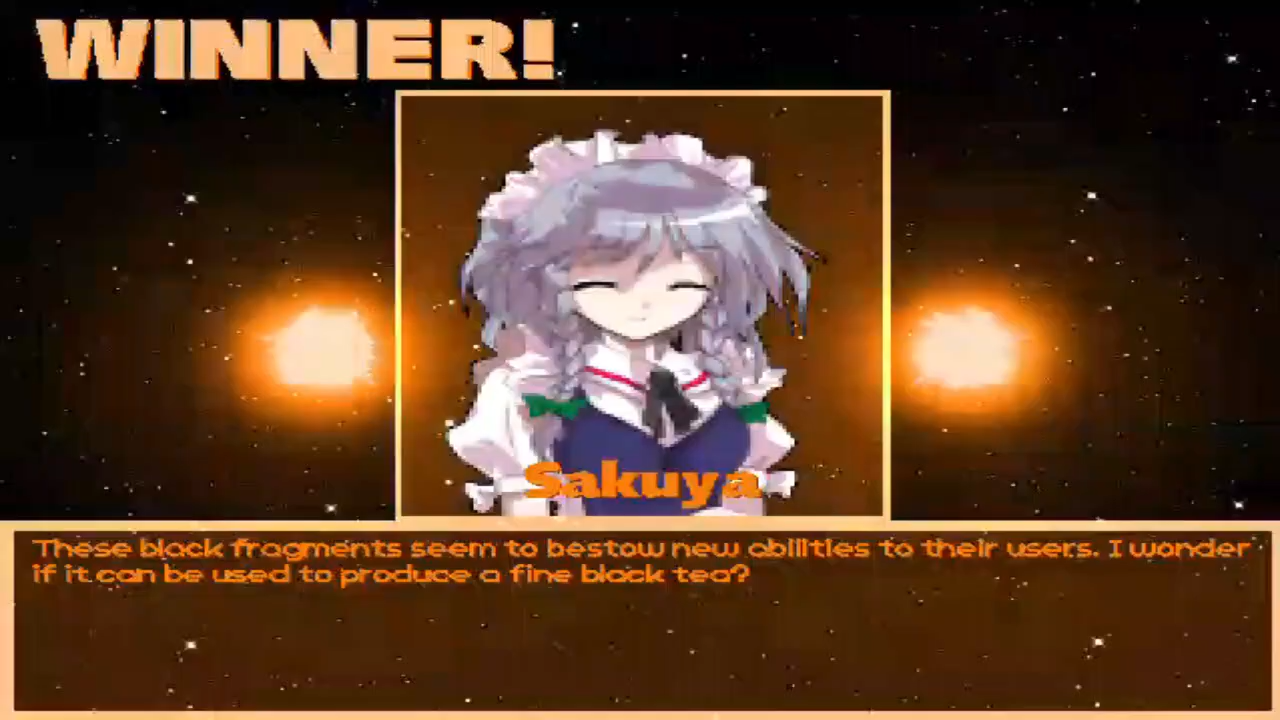 WINNER!
Sakuya
These black fragments seem to bestow new abilities to their users. I wonder
if it can be used to produce a fine black tea?